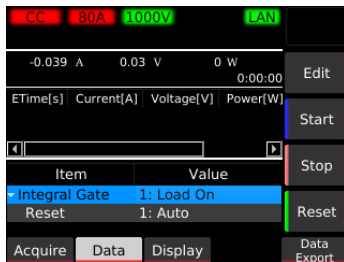 CC 80A 1000V LAN
-0.039 A 0.03 V 0 W
0:00:00
Edit
ETime[s] Current[A] Voltage[V] Power[W]
Start
Stop
Item Value
Integral Gate 1: Load On
Reset 1: Auto
Reset
Acquire Data Display
Data
Export